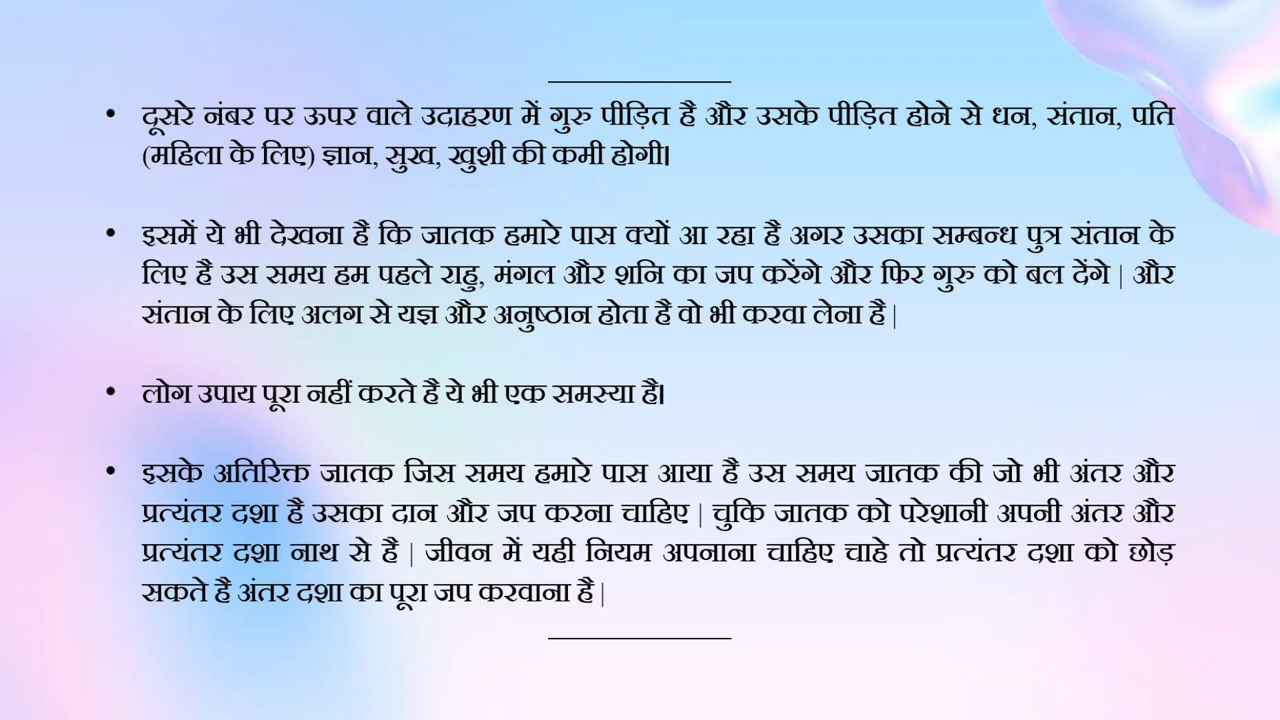 • दूसरे नंबर पर ऊपर वाले उदाहरण में गुरु पीड़ित है और उसके पीड़ित होने से धन, संतान, पति
(महिला के लिए) ज्ञान, सुख, खुशी की कमी होगी।
• इसमें ये भी देखना है कि जातक हमारे पास क्यों आ रहा है अगर उसका सम्बन्ध पुत्र संतान के
लिए है उस समय हम पहले राहु, मंगल और शनि का जप करेंगे और फिर गुरु को बल देंगे | और
संतान के लिए अलग से यज्ञ और अनुष्ठान होता है वो भी करवा लेना है |
• लोग उपाय पूरा नहीं करते है ये भी एक समस्या है।
• इसके अतिरिक्त जातक जिस समय हमारे पास आया है उस समय जातक की जो भी अंतर और
प्रत्यंतर दशा है उसका दान और जप करना चाहिए | चुकि जातक को परेशानी अपनी अंतर और
प्रत्यंतर दशा नाथ से है | जीवन में यही नियम अपनाना चाहिए चाहे तो प्रत्यंतर दशा को छोड़
सकते है अंतर दशा का पूरा जप करवाना है |